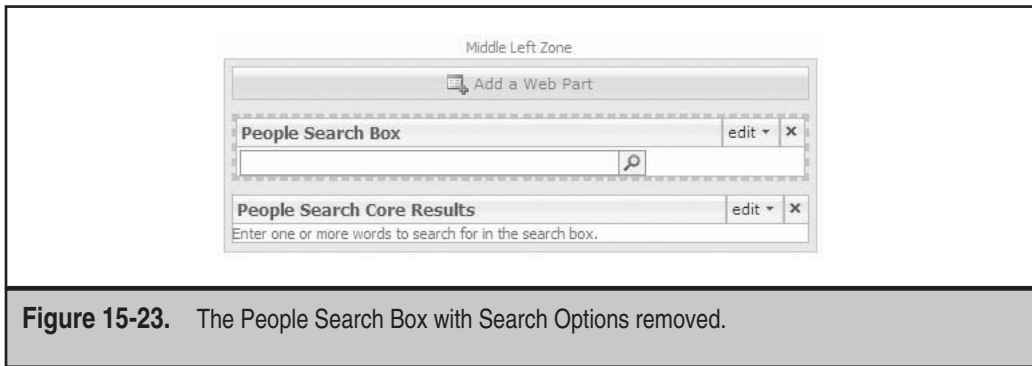 Middle Left Zone
Add a Web Part
People Search Box
edit
People Search Core Results
edit
Enter one or more words to search for in the search box.
Figure 15-23. The People Search Box with Search Options removed.